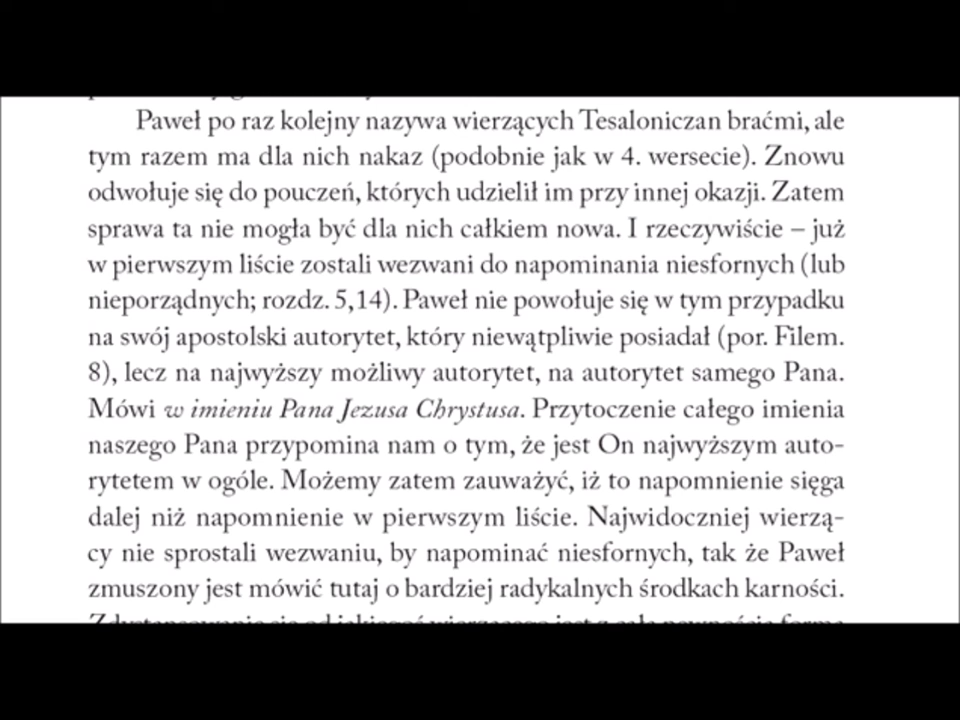 Paweł po raz kolejny nazywa wierzących Tesaloniczan braćmi, ale
tym razem ma dla nich nakaz (podobnie jak w 4. wersecie). Znowu
odwołuje się do pouczeń, których udzielił im przy innej okazji. Zatem
sprawa ta nie mogła być dla nich całkiem nowa. I rzeczywiście – już
w pierwszym liście zostali wezwani do napominania niesfornych (lub
nieporządnych; rozdz. 5,14). Paweł nie powołuje się w tym przypadku
na swój apostolski autorytet, który niewątpliwie posiadał (por. Filem.
8), lecz na najwyższy możliwy autorytet, na autorytet samego Pana.
Mówi w imieniu Pana Jezusa Chrystusa. Przytoczenie całego imienia
naszego Pana przypomina nam o tym, że jest On najwyższym auto-
rytetem w ogóle. Możemy zatem zauważyć, iż to napomnienie sięga
dalej niż napomnienie w pierwszym liście. Najwidoczniej wierzą-
cy nie sprostali wezwaniu, by napominać niesfornych, tak że Paweł
zmuszony jest mówić tutaj o bardziej radykalnych środkach karności.